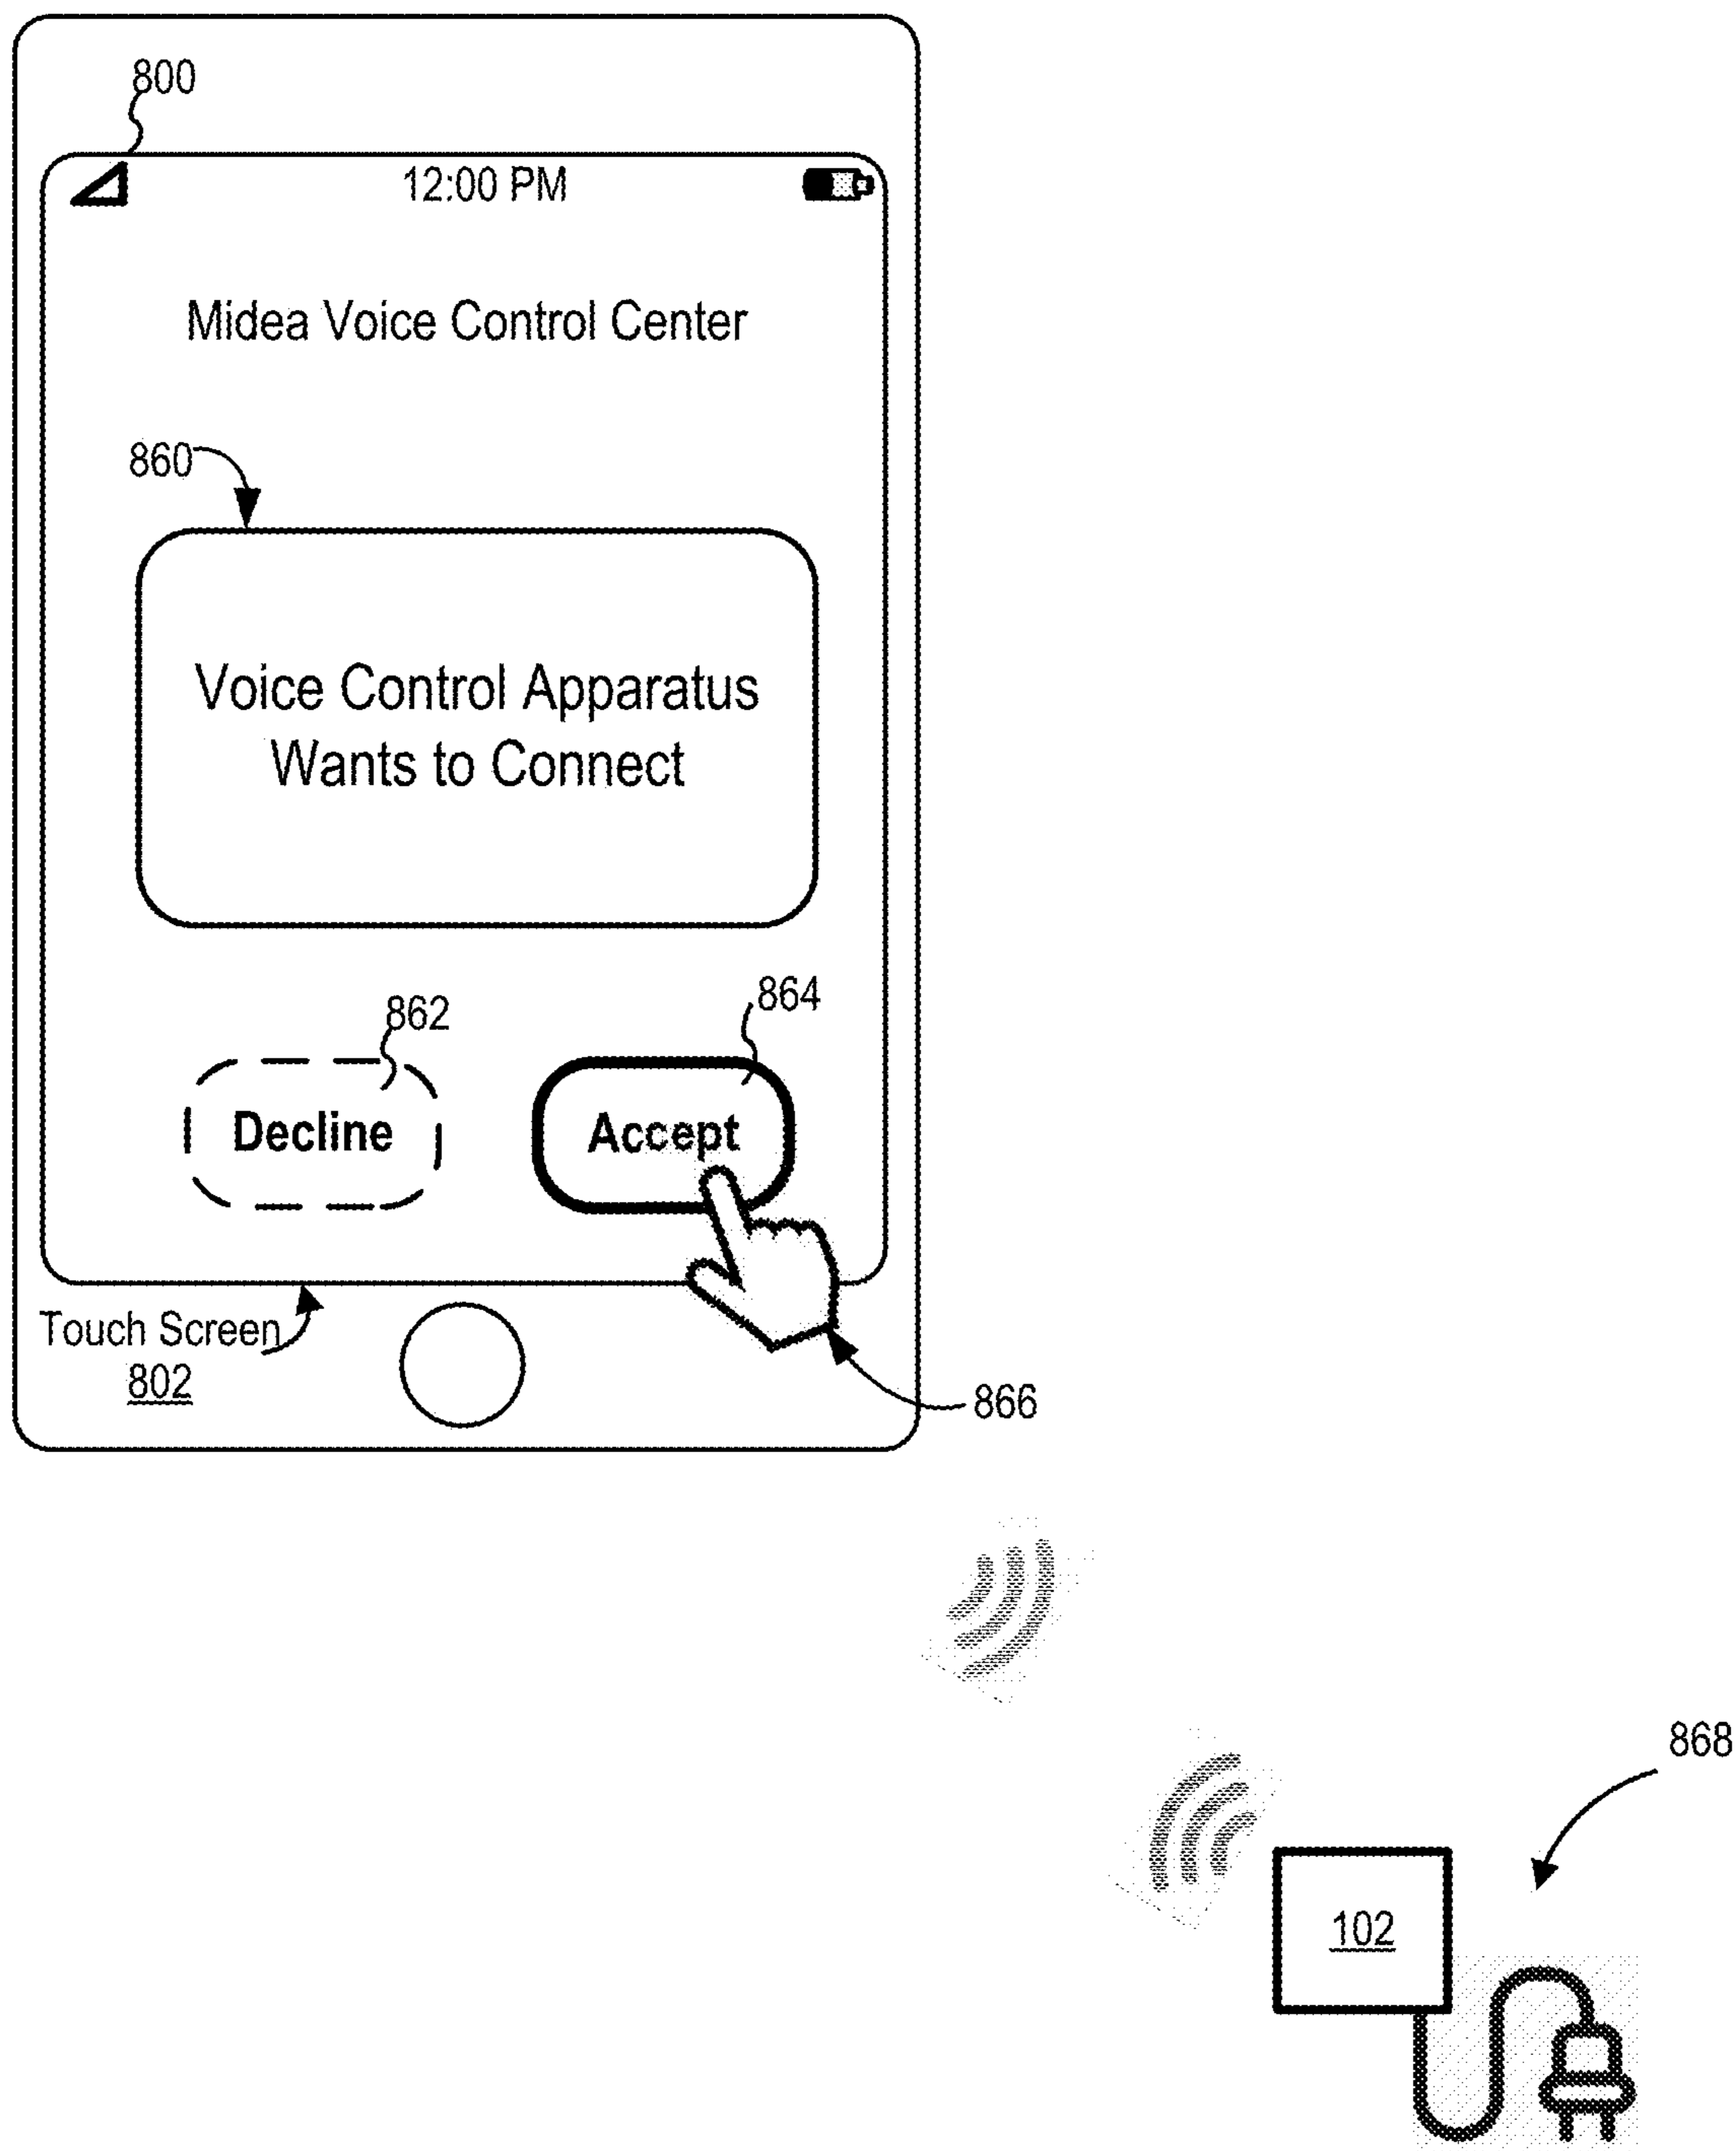 800
12:00 PM
Midea Voice Control Center
860
Voice Control Apparatus
Wants to Connect
862
864
Decline
Accept
Touch Screen
802
866
868
102